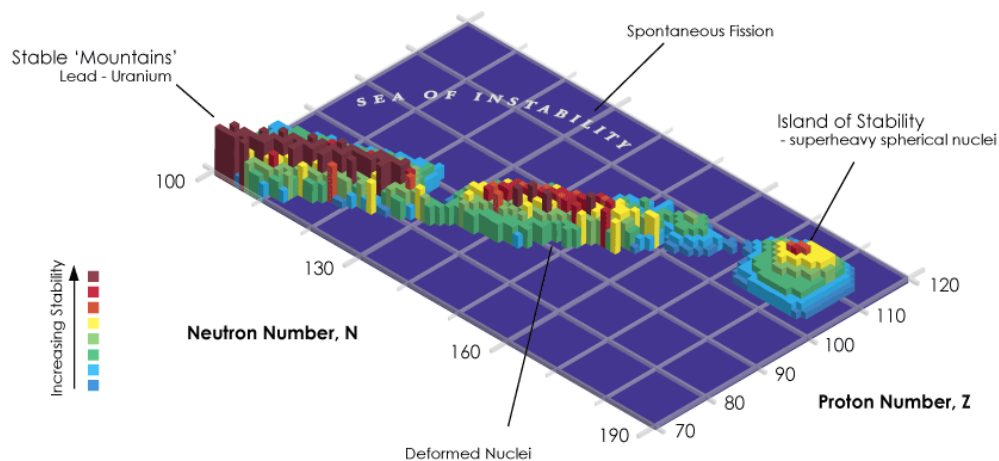 Spontaneous Fission
Stable ‘Mountains’
Lead - Uranium
SEA OF INSTABILITY
Island of Stability
- superheavy spherical nuclei
100
130
160
190
70
80
90
100
110
120
Increasing Stability
Neutron Number, N
Proton Number, Z
Deformed Nuclei